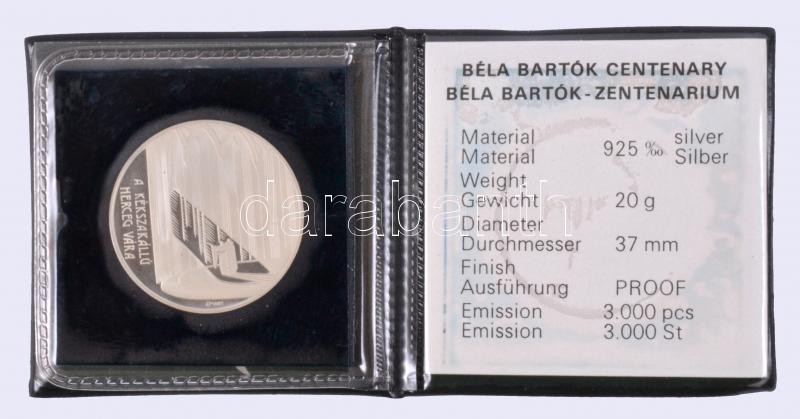 A KÉKSZAKÁLLÚ
HERCEG VÁRA
BÉLA BARTÓK CENTENARY
BÉLA BARTÓK-ZENTENARIUM
Material 925 ‰ silver
Material Silber
Weight
Gewicht 20 g
Diameter
Durchmesser 37 mm
Finish
Ausführung PROOF
Emission 3.000 pcs
Emission 3.000 St
darabanth